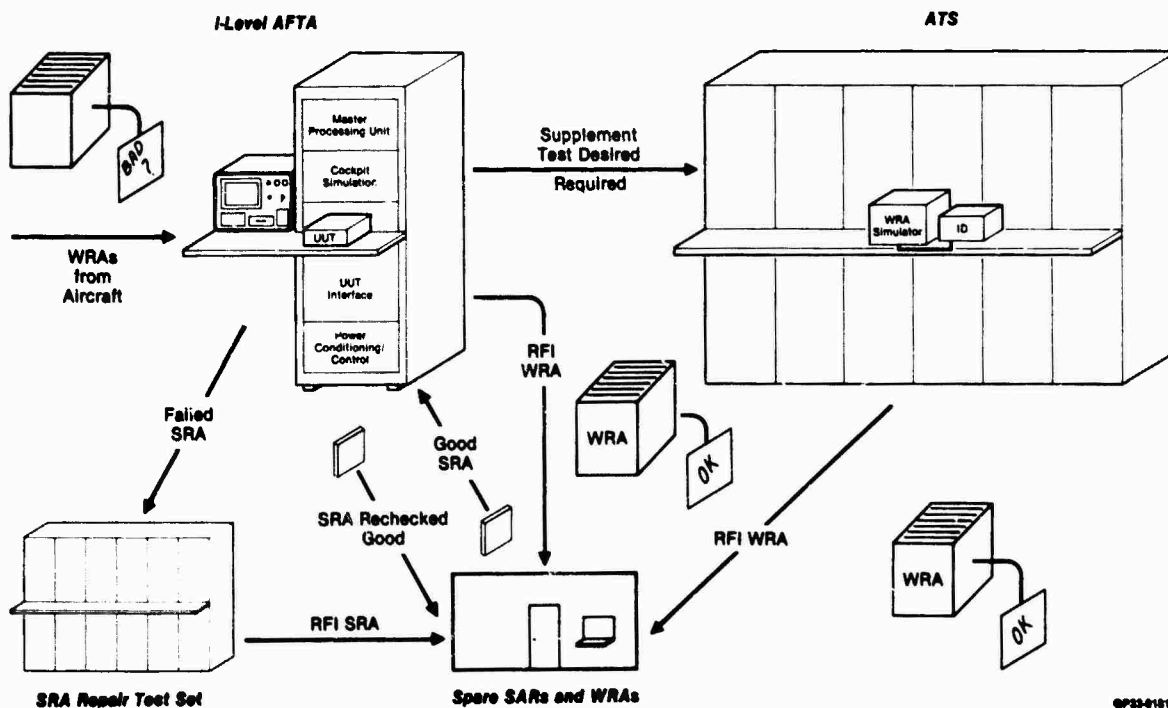 I-Level AFTA
ATS
BAD
?
Master
Processing Unit
Cockpit
Simulation
UUT
UUT
Interface
Power
Conditioning/
Control
WRAs
from
Aircraft
Supplement
Test Desired
Required
WRA
Simulator
ID
RFI
WRA
Failed
SRA
Good
SRA
WRA
OK
SRA Rechecked
Good
RFI WRA
WRA
OK
RFI SRA
SRA Repair Test Set
Spare SARs and WRAs
GP33-0181